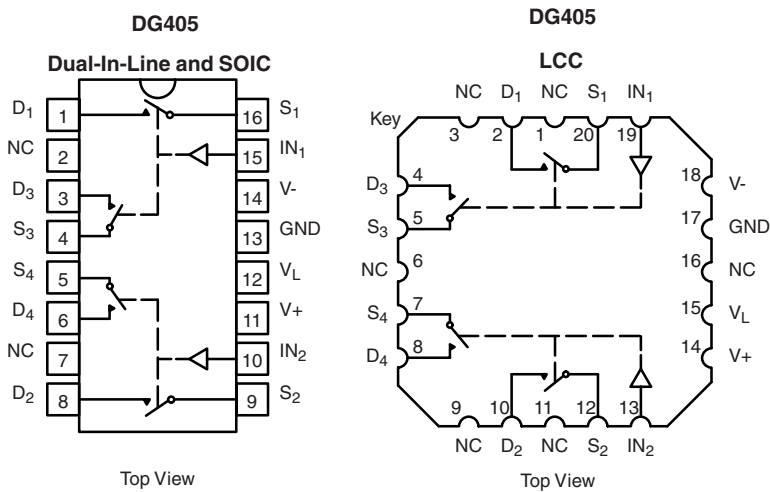 DG405
Dual-In-Line and SOIC
D1 1 16 S1
NC 2 15 IN1
D3 3 14 V-
S3 4 13 GND
S4 5 12 VL
D4 6 11 V+
NC 7 10 IN2
D2 8 9 S2
Top View
DG405
LCC
NC D1 NC S1 IN1
Key
3 2 1 20 19
D3 4 18 V-
S3 5 17 GND
NC 6 16 NC
S4 7 15 VL
D4 8 14 V+
9 10 11 12 13
NC D2 NC S2 IN2
Top View